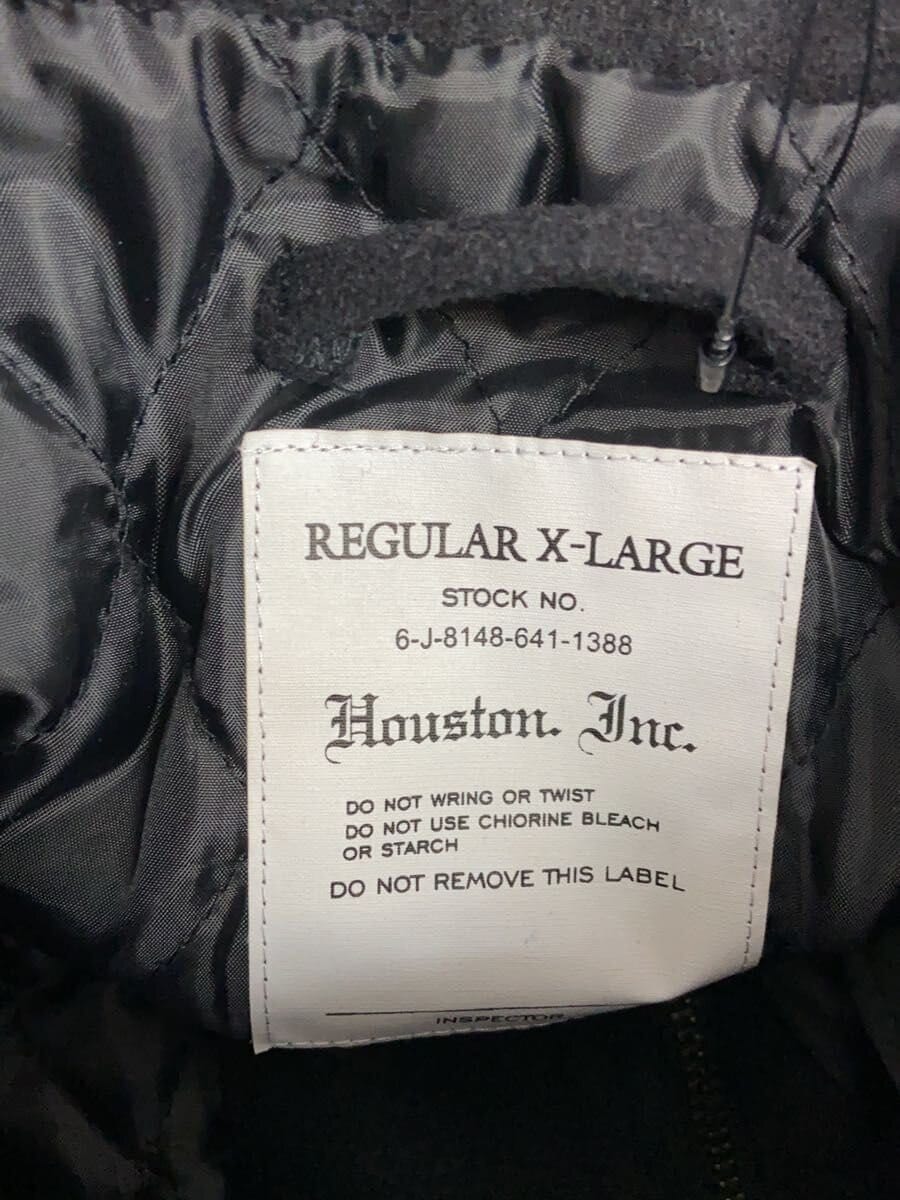 REGULAR X-LARGE
STOCK NO.
6-J-8148-641-1388
Houston. Inc.
DO NOT WRING OR TWIST
DO NOT USE CHIORINE BLEACH
OR STARCH
DO NOT REMOVE THIS LABEL
INSPECTOR